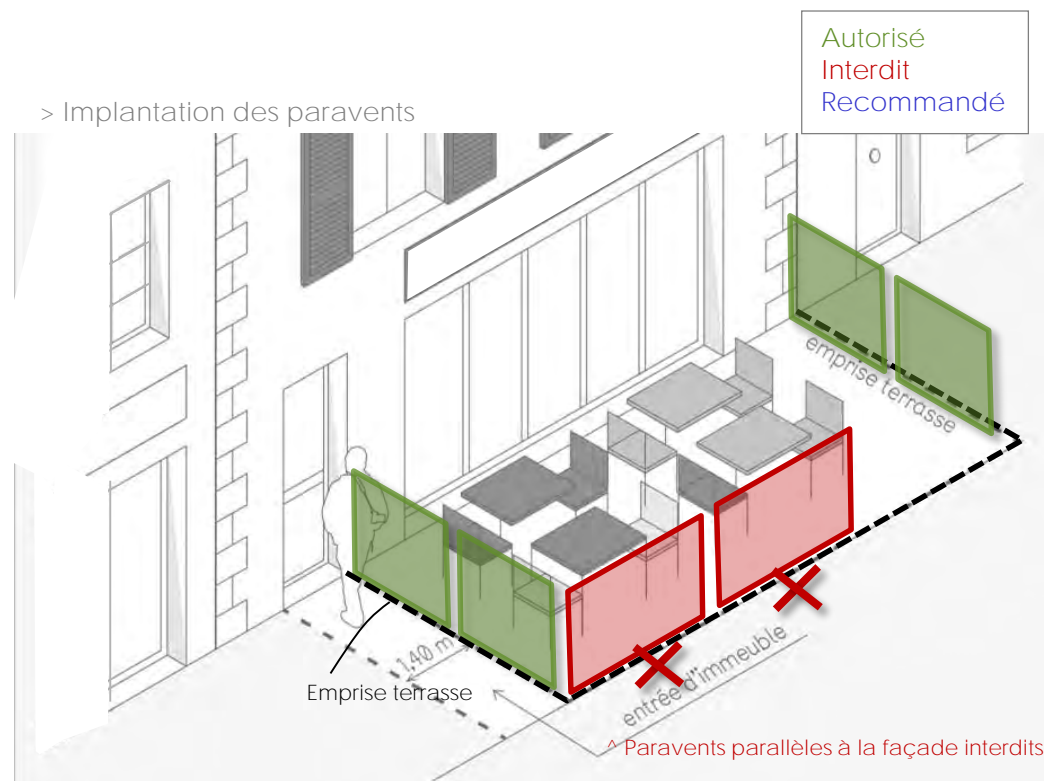 Autorisé
Interdit
Recommandé
> Implantation des paravents
emprise terrasse
1,40 m
Emprise terrasse
entrée d'immeuble
^ Paravents parallèles à la façade interdits